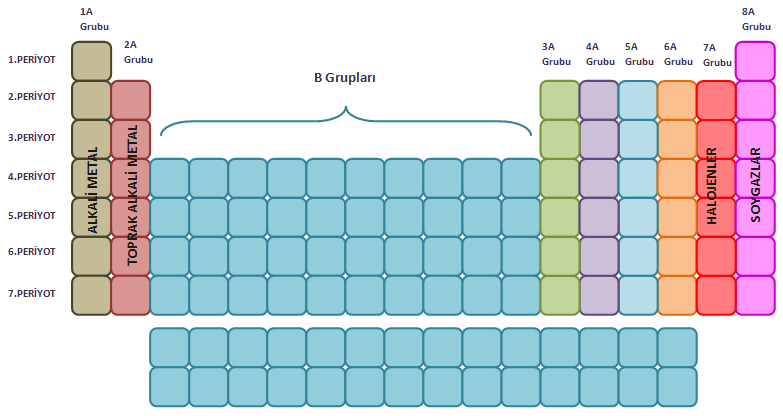 1A
Grubu
8A
Grubu
2A
Grubu
3A
Grubu
4A
Grubu
5A
Grubu
6A
Grubu
7A
Grubu
B Grupları
1.PERİYOT
2.PERİYOT
3.PERİYOT
4.PERİYOT
5.PERİYOT
6.PERİYOT
7.PERİYOT
ALKALİ METAL
TOPRAK ALKALİ METAL
HALOJENLER
SOYGAZLAR